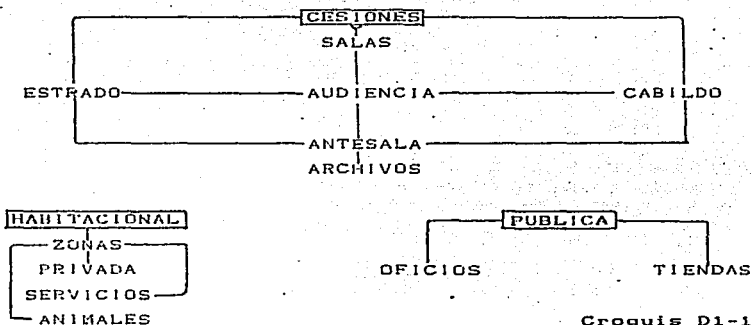 CESIONES
SALAS
ESTRADO AUDIENCIA CABILDO
ANTESALA
ARCHIVOS
HABITACIONAL PUBLICA
ZONAS
PRIVADA OFICIOS TIENDAS
SERVICIOS
ANIMALES
Croquis D1-1